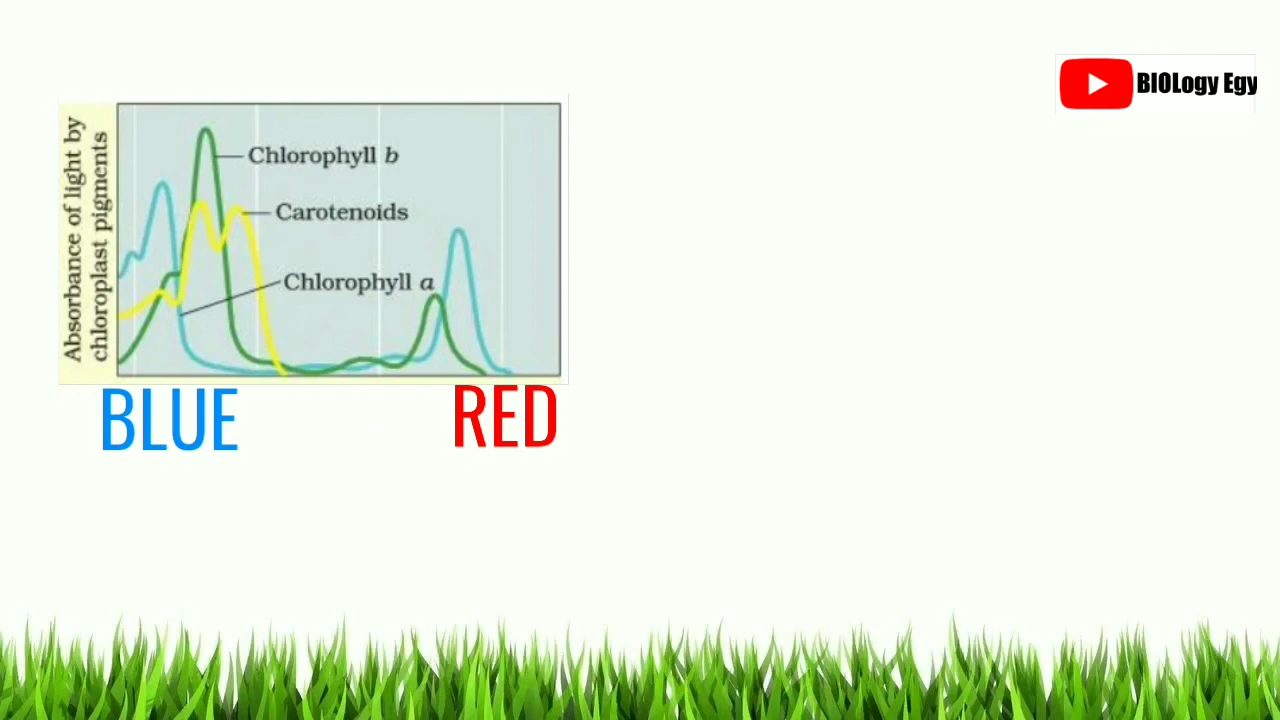 BIOLogy Egy
Absorbance of light by
chloroplast pigments
Chlorophyll b
Carotenoids
Chlorophyll a
BLUE
RED